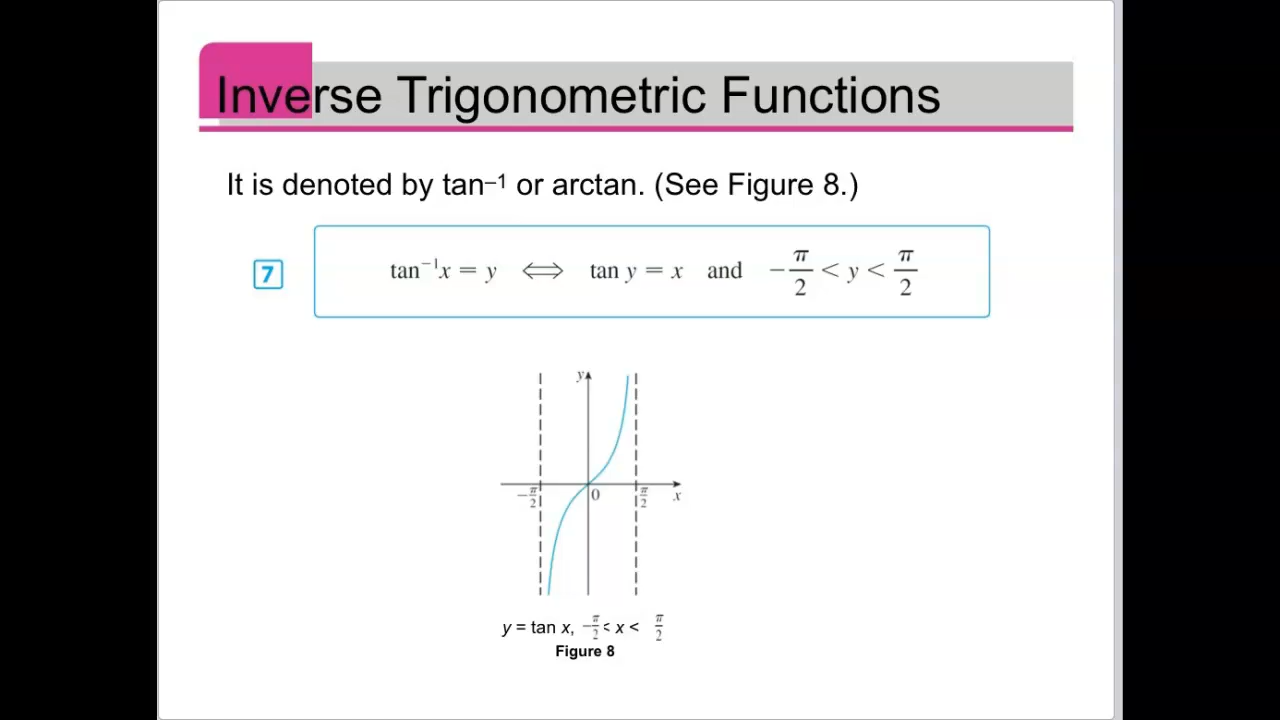 Inverse Trigonometric Functions
It is denoted by tan⁻¹ or arctan. (See Figure 8.)
7
tan⁻¹x = y ⟺ tan y = x and −π/2 < y < π/2
y
−π/2 0 π/2 x
y = tan x, −π/2 < x < π/2
Figure 8